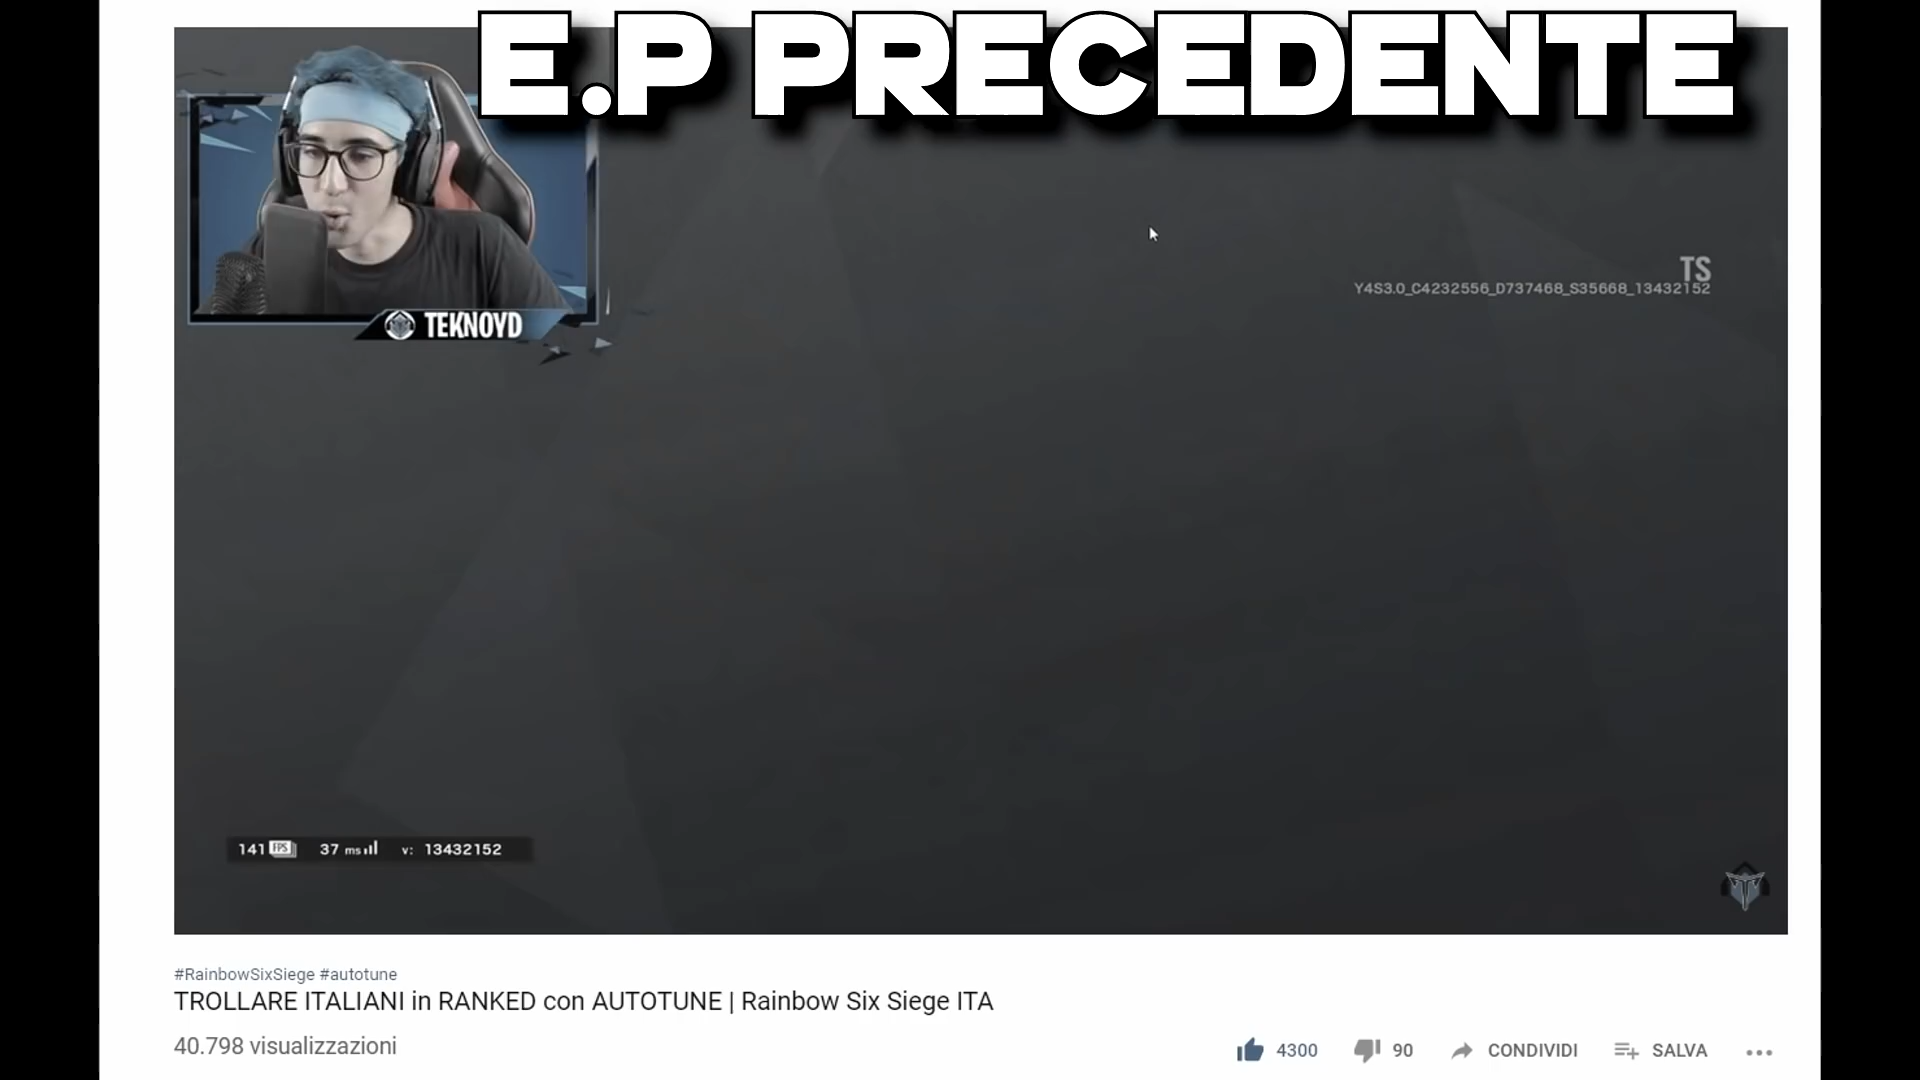 E.P PRECEDENTE
TEKNOYD
TS
Y4S3.0_C4232556_D737468_S35668_13432152
141 FPS 37 ms v: 13432152
#RainbowSixSiege #autotune
TROLLARE ITALIANI in RANKED con AUTOTUNE | Rainbow Six Siege ITA
40.798 visualizzazioni
4300 90 CONDIVIDI SALVA